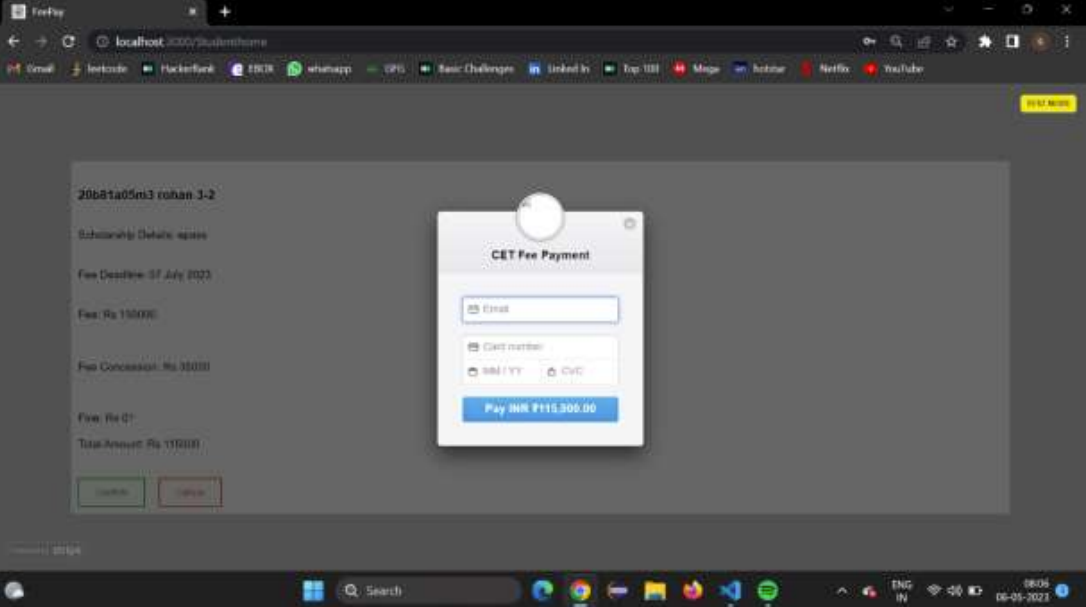 FeePay
localhost:3000/Studenthome
Gmail leetcode HackerRank EBOX whatsapp GFG Basic Challenges Linked In Top 100 Mega hotstar Netflix YouTube
TEST MODE
20b81a05m3 rohan 3-2
Scholarship Details: epass
Fee Deadline: 07 July 2023
Fee: Rs
Fee Concession: Rs
Fine: Rs 0
Total Amount: Rs 115000
Confirm Cancel
CET Fee Payment
Email
Card number
MM / YY CVC
Pay INR ₹115,000.00
stripe
Search
ENG
IN
08:06
06-05-2023